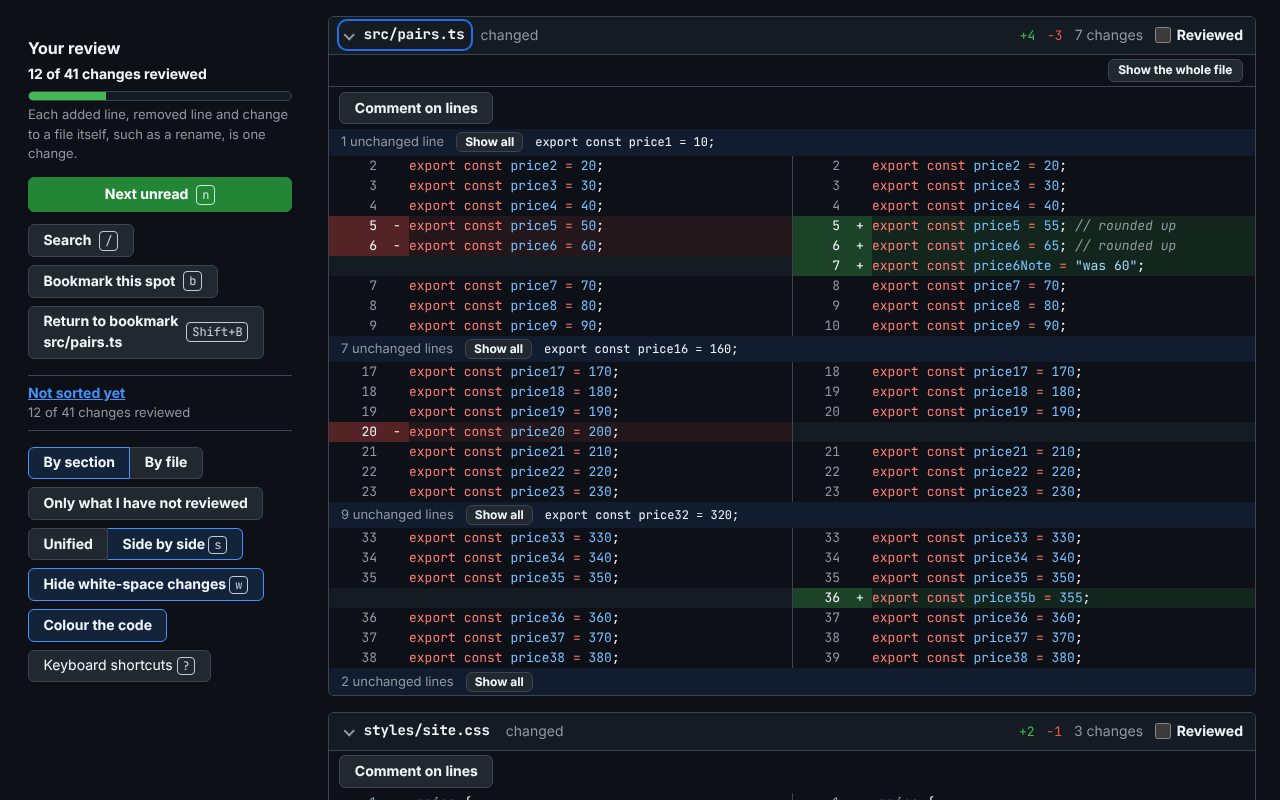 Your review
12 of 41 changes reviewed
Each added line, removed line and change
to a file itself, such as a rename, is one
change.
Next unread n
Search /
Bookmark this spot b
Return to bookmark
src/pairs.ts Shift+B
Not sorted yet
12 of 41 changes reviewed
By section By file
Only what I have not reviewed
Unified Side by side s
Hide white-space changes w
Colour the code
Keyboard shortcuts ?
src/pairs.ts changed +4 -3 7 changes Reviewed
Show the whole file
Comment on lines
1 unchanged line Show all export const price1 = 10;
2 export const price2 = 20; 2 export const price2 = 20;
3 export const price3 = 30; 3 export const price3 = 30;
4 export const price4 = 40; 4 export const price4 = 40;
5 - export const price5 = 50; 5 + export const price5 = 55; // rounded up
6 - export const price6 = 60; 6 + export const price6 = 65; // rounded up
7 + export const price6Note = "was 60";
7 export const price7 = 70; 8 export const price7 = 70;
8 export const price8 = 80; 9 export const price8 = 80;
9 export const price9 = 90; 10 export const price9 = 90;
7 unchanged lines Show all export const price16 = 160;
17 export const price17 = 170; 18 export const price17 = 170;
18 export const price18 = 180; 19 export const price18 = 180;
19 export const price19 = 190; 20 export const price19 = 190;
20 - export const price20 = 200;
21 export const price21 = 210; 21 export const price21 = 210;
22 export const price22 = 220; 22 export const price22 = 220;
23 export const price23 = 230; 23 export const price23 = 230;
9 unchanged lines Show all export const price32 = 320;
33 export const price33 = 330; 33 export const price33 = 330;
34 export const price34 = 340; 34 export const price34 = 340;
35 export const price35 = 350; 35 export const price35 = 350;
36 + export const price35b = 355;
36 export const price36 = 360; 37 export const price36 = 360;
37 export const price37 = 370; 38 export const price37 = 370;
38 export const price38 = 380; 39 export const price38 = 380;
2 unchanged lines Show all
styles/site.css changed +2 -1 3 changes Reviewed
Comment on lines